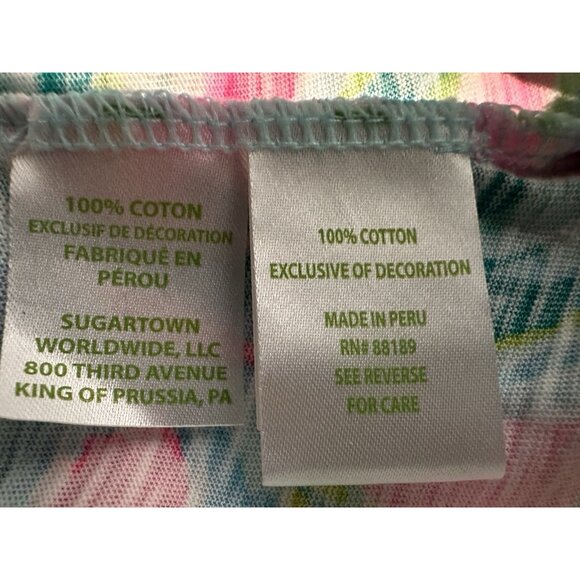 100% COTON
EXCLUSIF DE DÉCORATION
FABRIQUÉ EN
PÉROU
SUGARTOWN
WORLDWIDE, LLC
800 THIRD AVENUE
KING OF PRUSSIA, PA
100% COTTON
EXCLUSIVE OF DECORATION
MADE IN PERU
RN# 88189
SEE REVERSE
FOR CARE